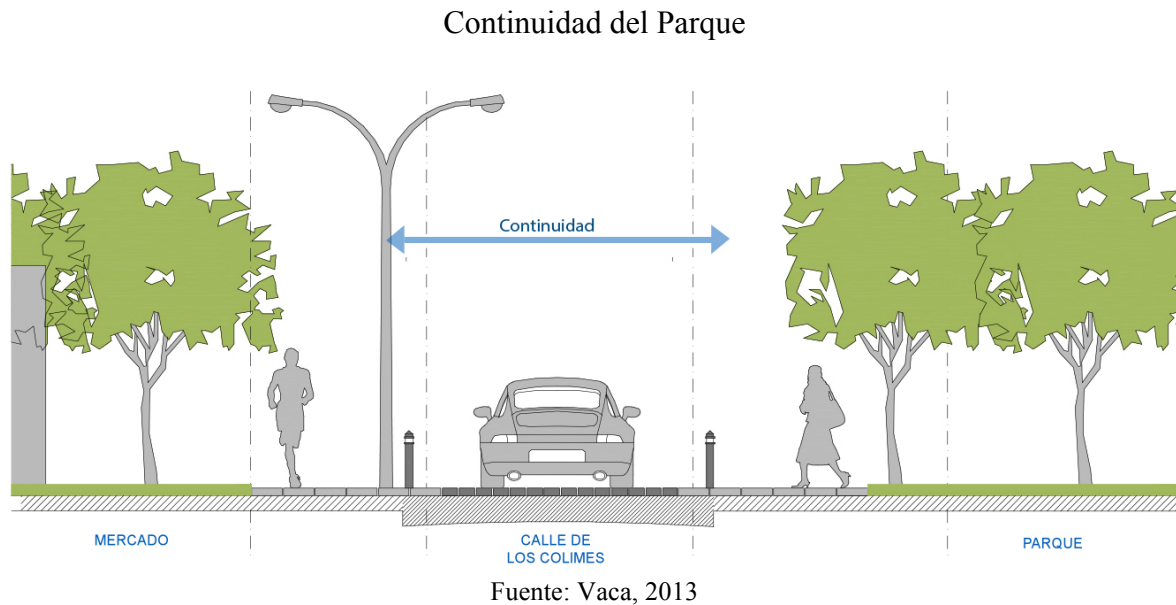 Continuidad del Parque
Continuidad
MERCADO
CALLE DE
LOS COLIMES
PARQUE
Fuente: Vaca, 2013